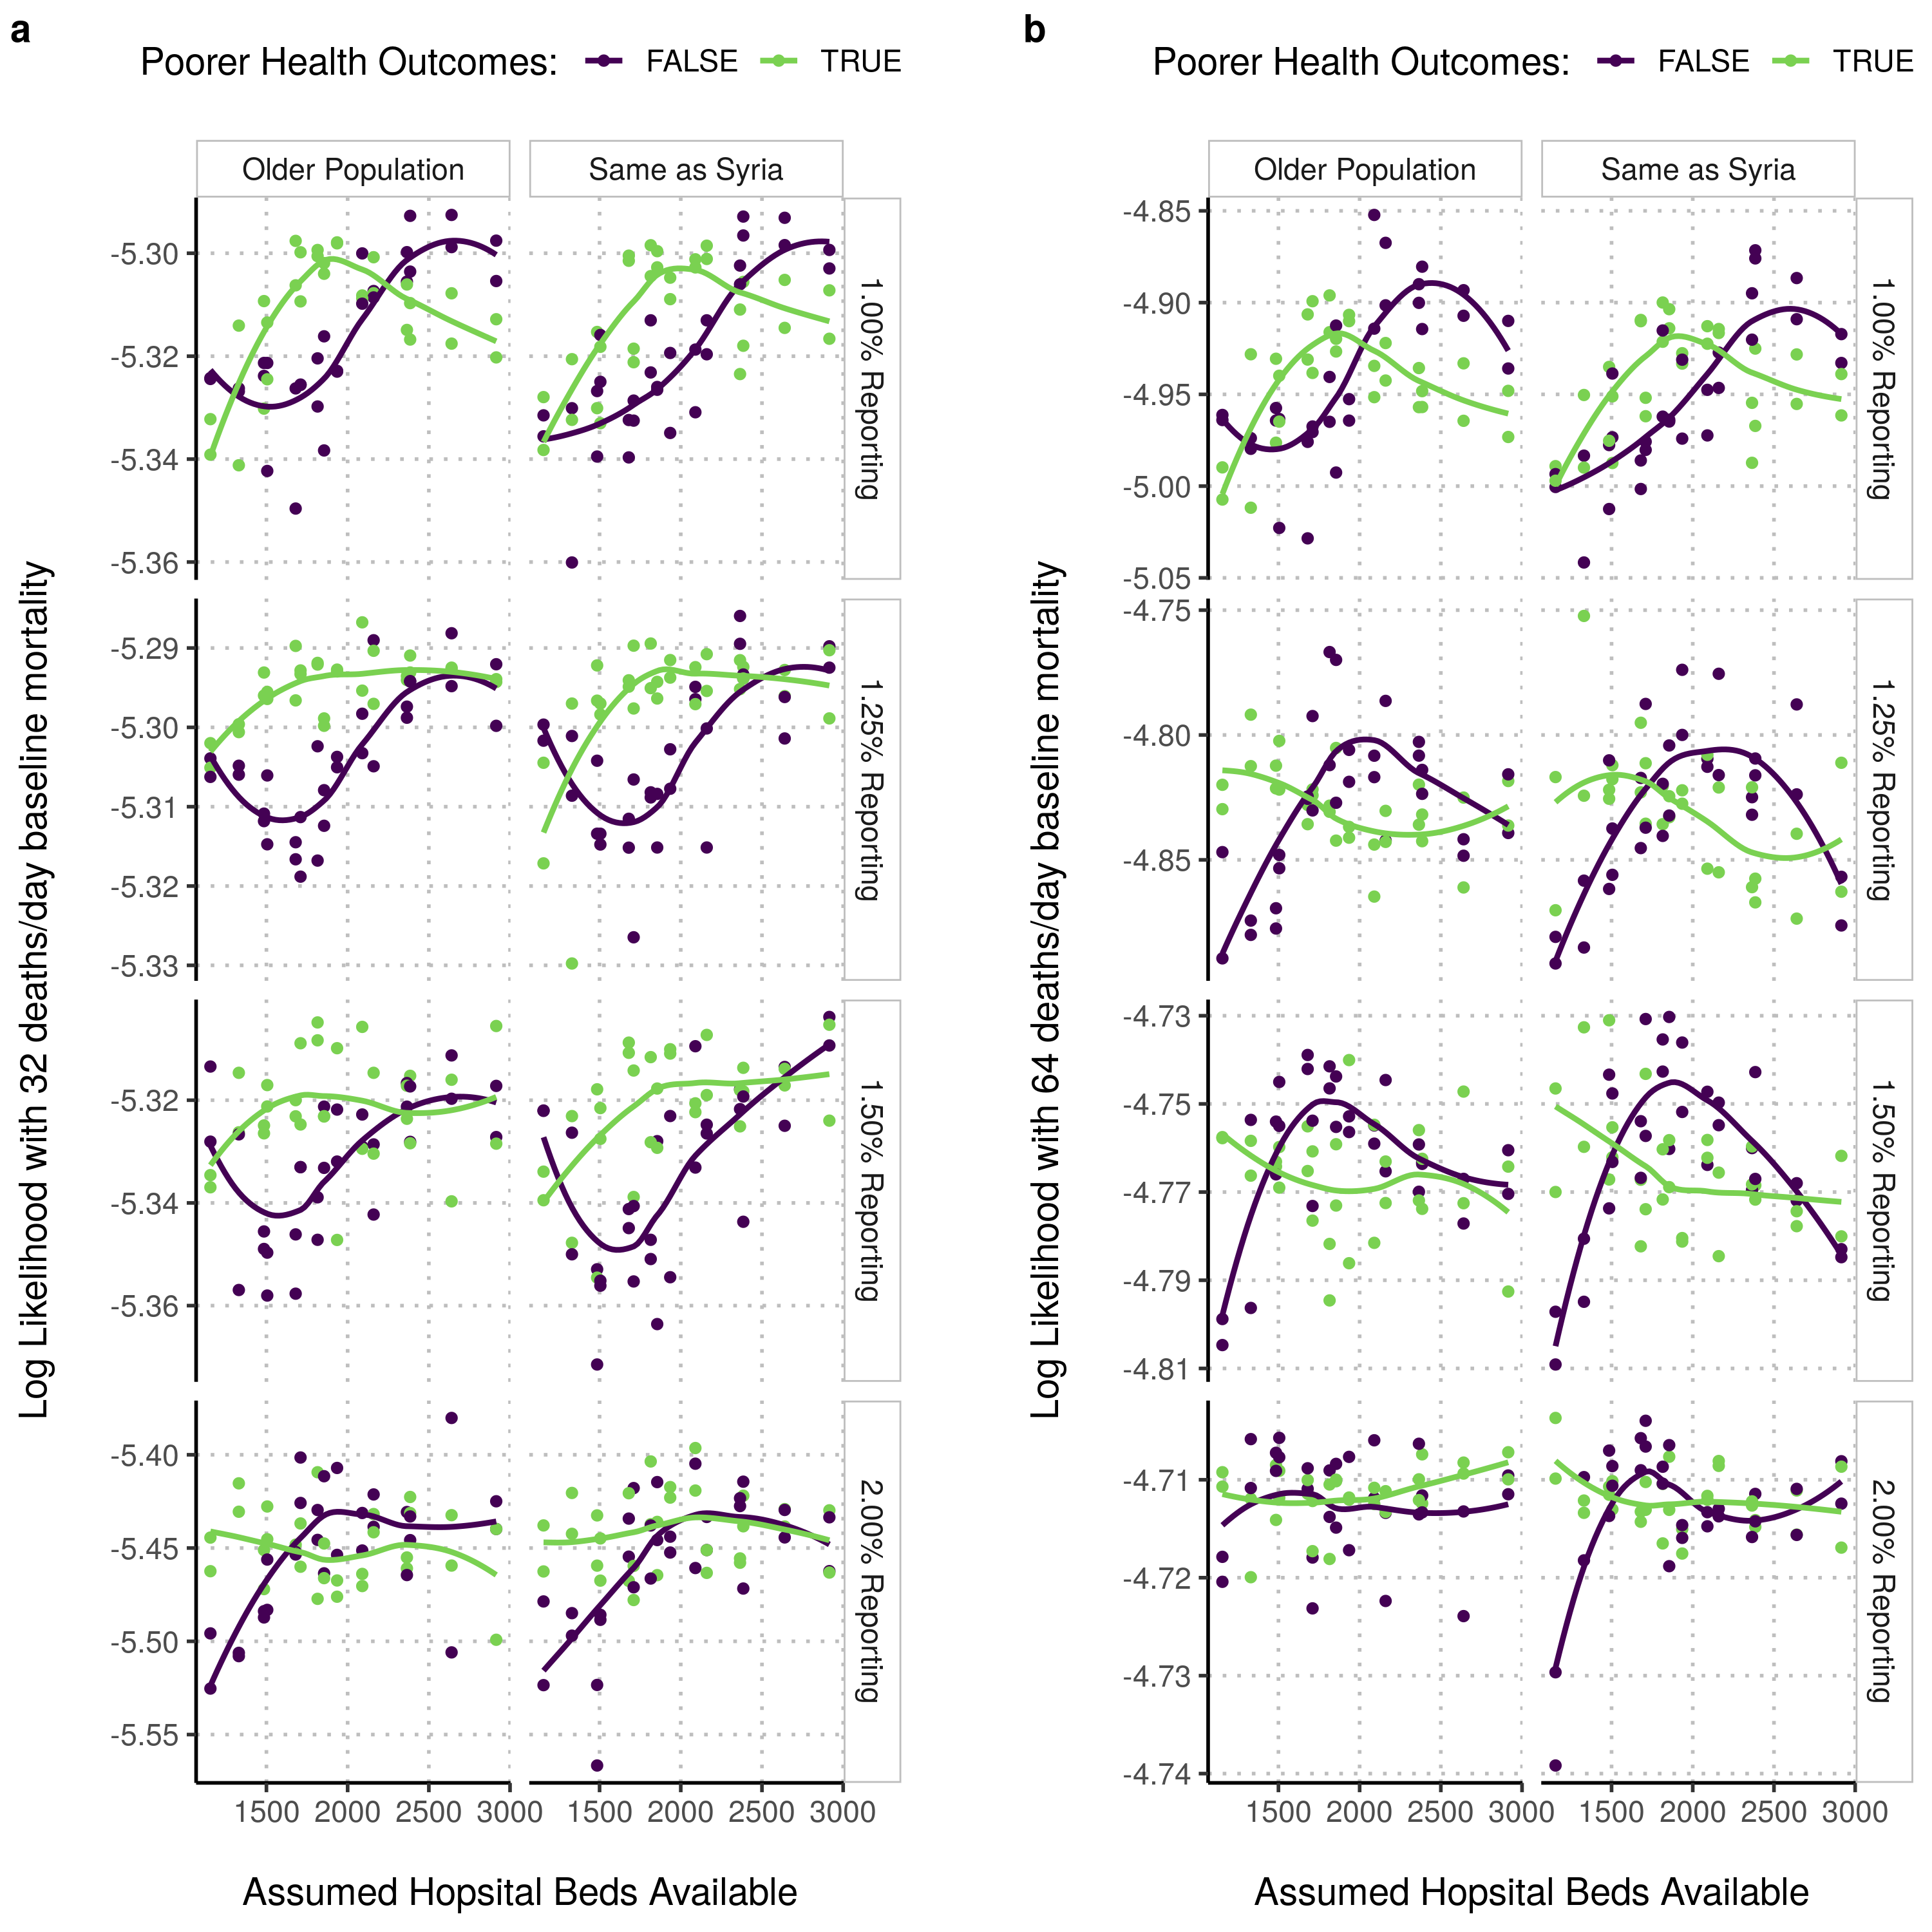 a
Poorer Health Outcomes: FALSE TRUE
Older Population Same as Syria
Log Likelihood with 32 deaths/day baseline mortality
-5.30
-5.32
-5.34
-5.36
1.00% Reporting
-5.29
-5.30
-5.31
-5.32
-5.33
1.25% Reporting
-5.32
-5.34
-5.36
1.50% Reporting
-5.40
-5.45
-5.50
-5.55
2.00% Reporting
1500 2000 2500 3000 1500 2000 2500 3000
Assumed Hopsital Beds Available
b
Poorer Health Outcomes: FALSE TRUE
Older Population Same as Syria
Log Likelihood with 64 deaths/day baseline mortality
-4.85
-4.90
-4.95
-5.00
-5.05
1.00% Reporting
-4.75
-4.80
-4.85
1.25% Reporting
-4.73
-4.75
-4.77
-4.79
-4.81
1.50% Reporting
-4.71
-4.72
-4.73
-4.74
2.00% Reporting
1500 2000 2500 3000 1500 2000 2500 3000
Assumed Hopsital Beds Available